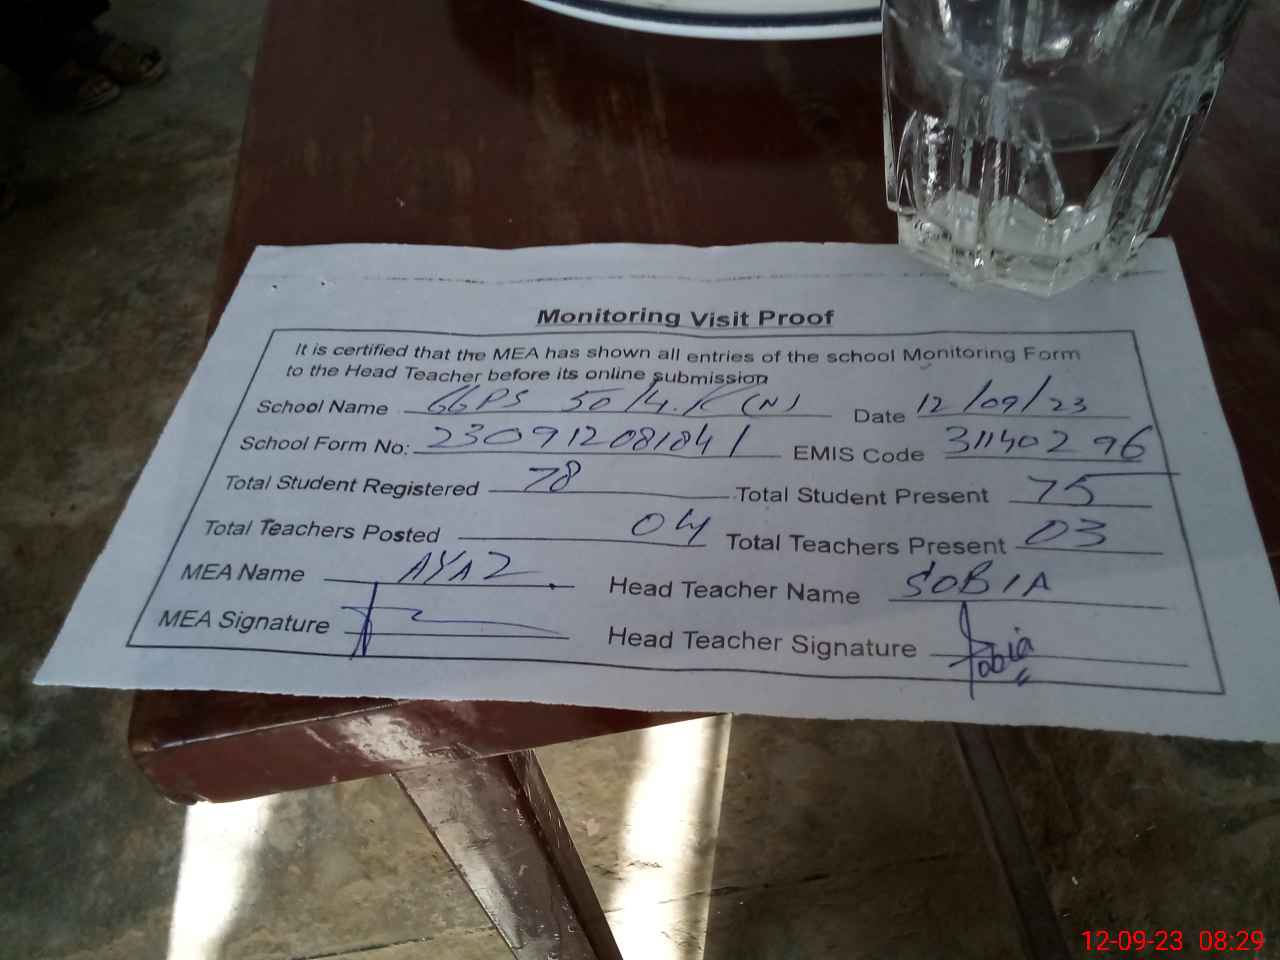 Monitoring Visit Proof
It is certified that the MEA has shown all entries of the school Monitoring Form
to the Head Teacher before its online submission
School Name GGPS 50/4.R (N) Date 12/09/23
School Form No: 230912081841 EMIS Code 31140296
Total Student Registered 78 Total Student Present 75
Total Teachers Posted 04 Total Teachers Present 03
MEA Name AYAZ. Head Teacher Name SOBIA
MEA Signature Head Teacher Signature Sobia
12-09-23 08:29